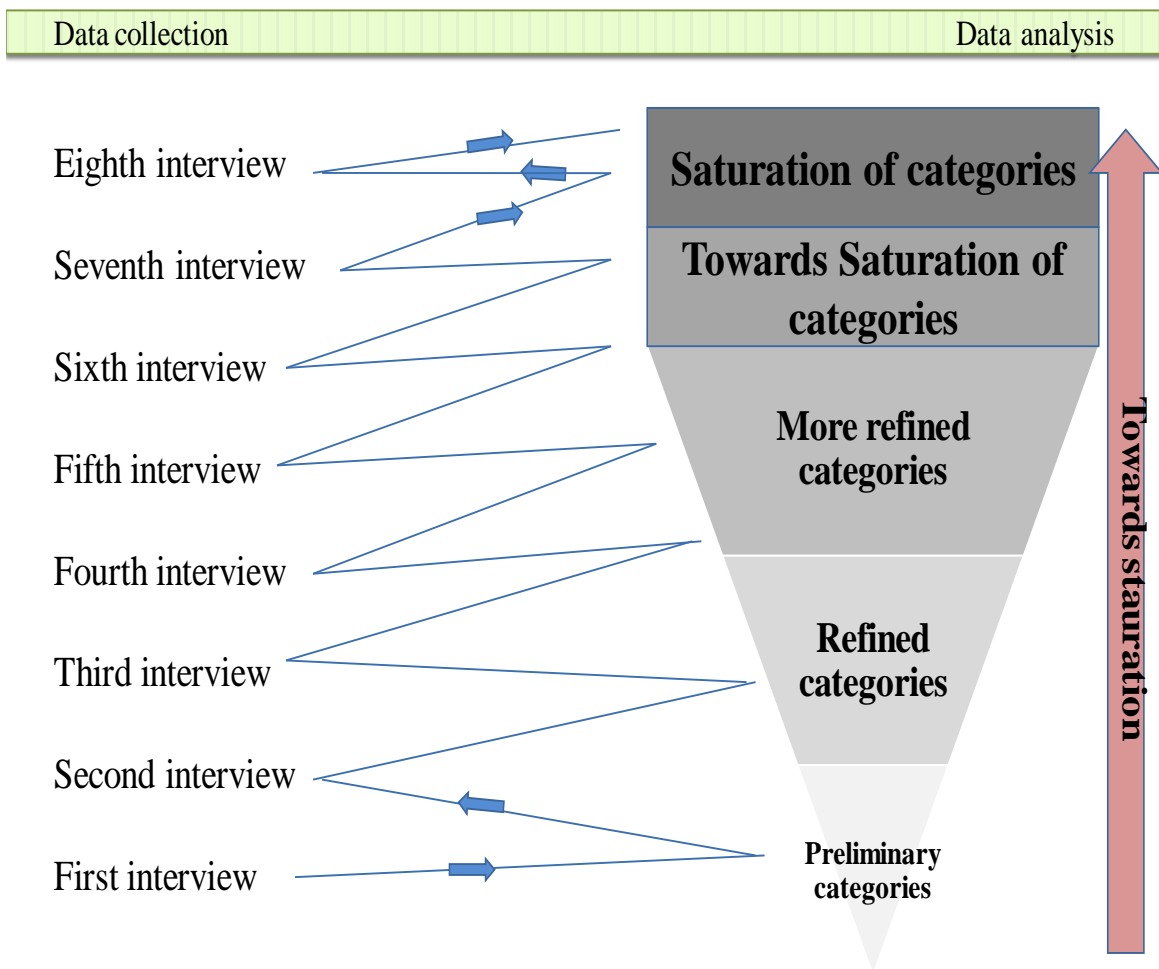 Data collection
Data analysis
Eighth interview
Seventh interview
Sixth interview
Fifth interview
Fourth interview
Third interview
Second interview
First interview
Saturation of categories
Towards Saturation of
categories
More refined
categories
Refined
categories
Preliminary
categories
Towards stauration